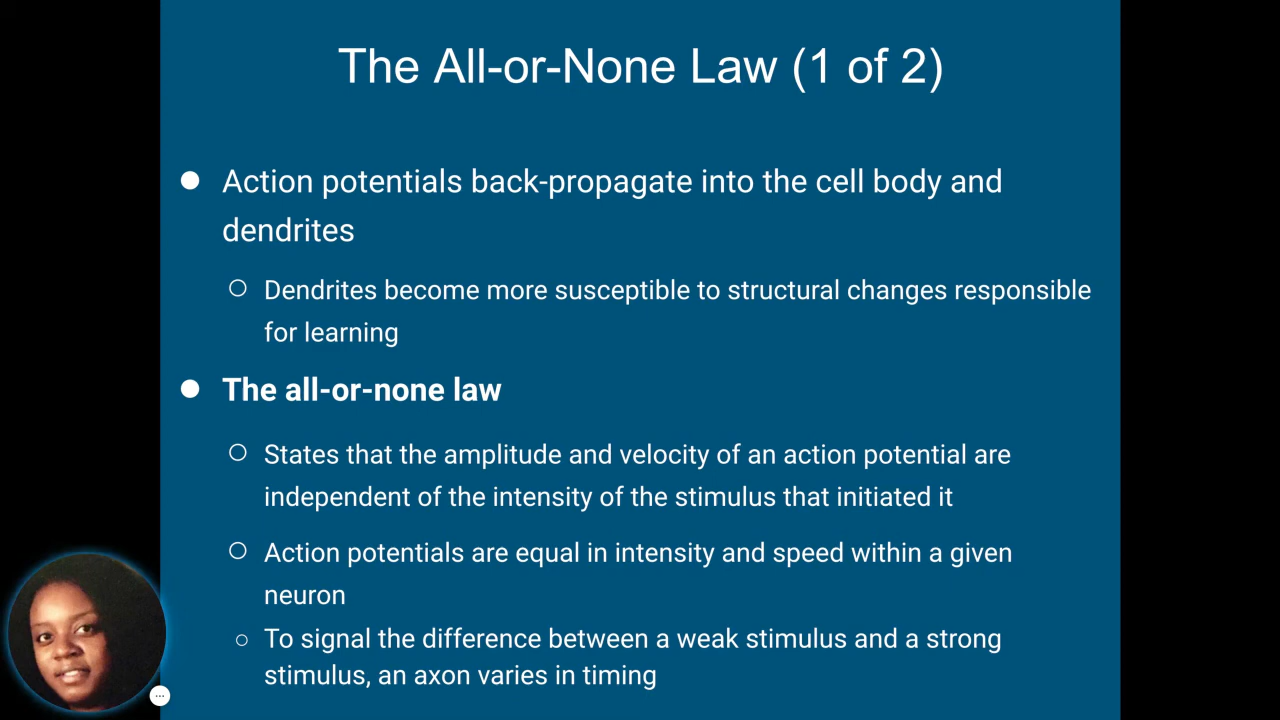 The All-or-None Law (1 of 2)
Action potentials back-propagate into the cell body and
dendrites
Dendrites become more susceptible to structural changes responsible
for learning
The all-or-none law
States that the amplitude and velocity of an action potential are
independent of the intensity of the stimulus that initiated it
Action potentials are equal in intensity and speed within a given
neuron
To signal the difference between a weak stimulus and a strong
stimulus, an axon varies in timing